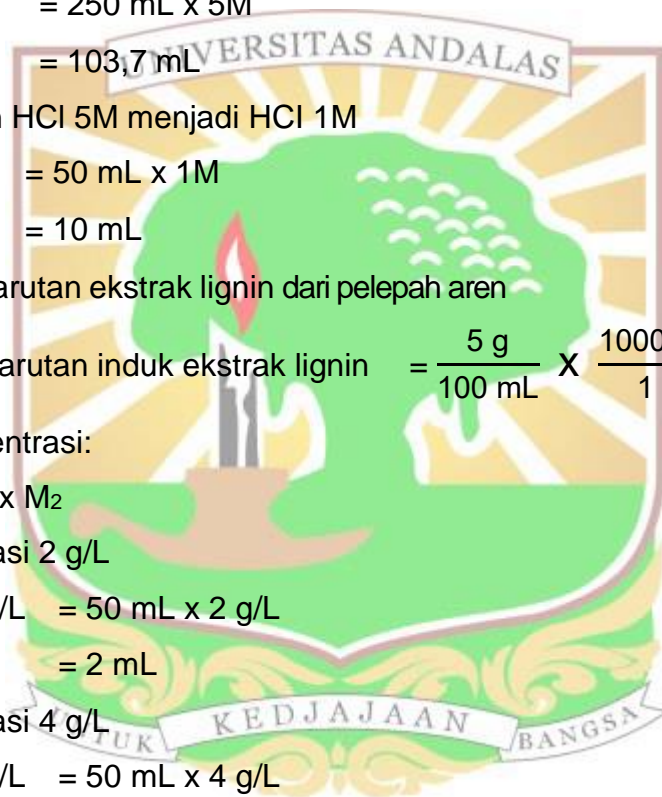 = 250 mL x 5M
UNIVERSITAS ANDALAS
= 103,7 mL
HCl 5M menjadi HCl 1M
= 50 mL x 1M
= 10 mL
arutan ekstrak lignin dari pelepah aren
arutan induk ekstrak lignin = 5 g / 100 mL x 1000 / 1
entrasi:
x M₂
asi 2 g/L
/L = 50 mL x 2 g/L
= 2 mL
asi 4 g/L
UNTUK KEDJAJAAN BANGSA
/L = 50 mL x 4 g/L